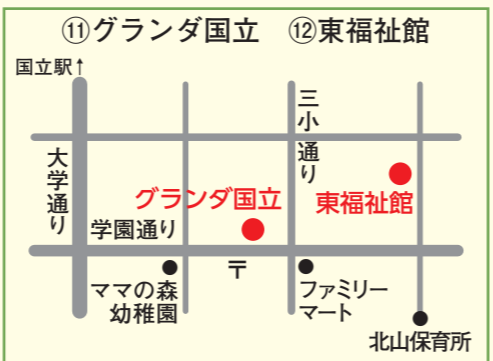 ⑪グランダ国立　⑫東福祉館
国立駅↑
三小通り
大学通り
グランダ国立
東福祉館
学園通り
〒
ママの森
幼稚園
ファミリー
マート
北山保育所